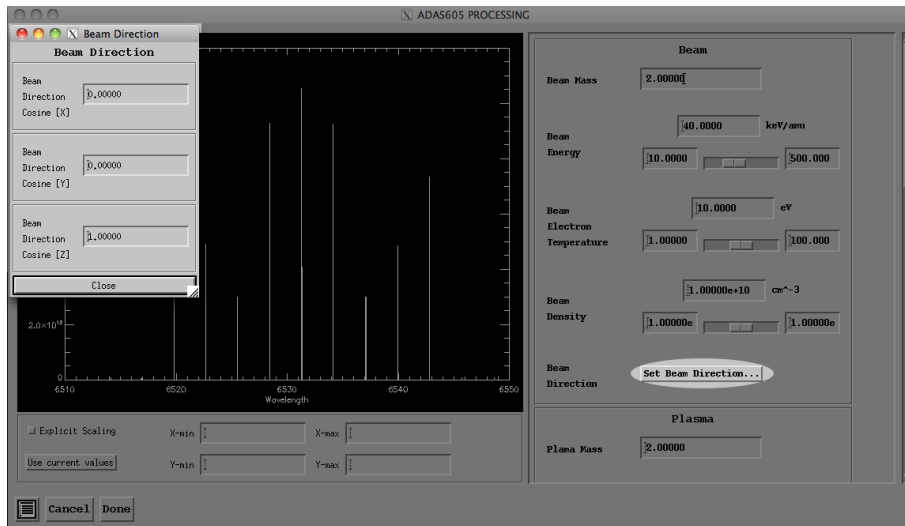 ADAS605 PROCESSING
Beam Direction
Beam Direction
Beam
Direction
Cosine [X]
0.00000
Beam
Direction
Cosine [Y]
0.00000
Beam
Direction
Cosine [Z]
1.00000
Close
2.0×10¹⁸
0
6510
6520
6530
6540
6550
Wavelength
Explicit Scaling
X-min
X-max
Use current values
Y-min
Y-max
Cancel
Done
Beam
Beam Mass
2.00000
Beam
Energy
40.0000
keV/amu
10.0000
500.000
Beam
Electron
Temperature
10.0000
eV
1.00000
100.000
Beam
Density
1.00000e+10
cm^-3
1.00000e
1.00000e
Beam
Direction
Set Beam Direction...
Plasma
Plama Mass
2.00000